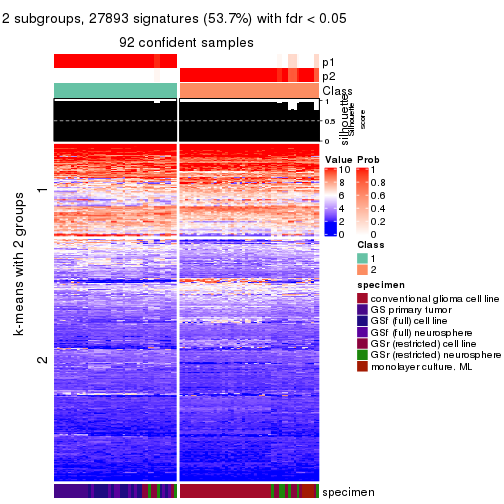 2 subgroups, 27893 signatures (53.7%) with fdr < 0.05
92 confident samples
p1
p2
Class
silhouette
Silhouette
score
1
0.5
0
k-means with 2 groups
1
2
Value
10
8
6
4
2
0
Prob
1
0.8
0.6
0.4
0.2
0
Class
1
2
specimen
conventional glioma cell line
GS primary tumor
GSf (full) cell line
GSf (full) neurosphere
GSr (restricted) cell line
GSr (restricted) neurosphere
monolayer culture. ML
specimen